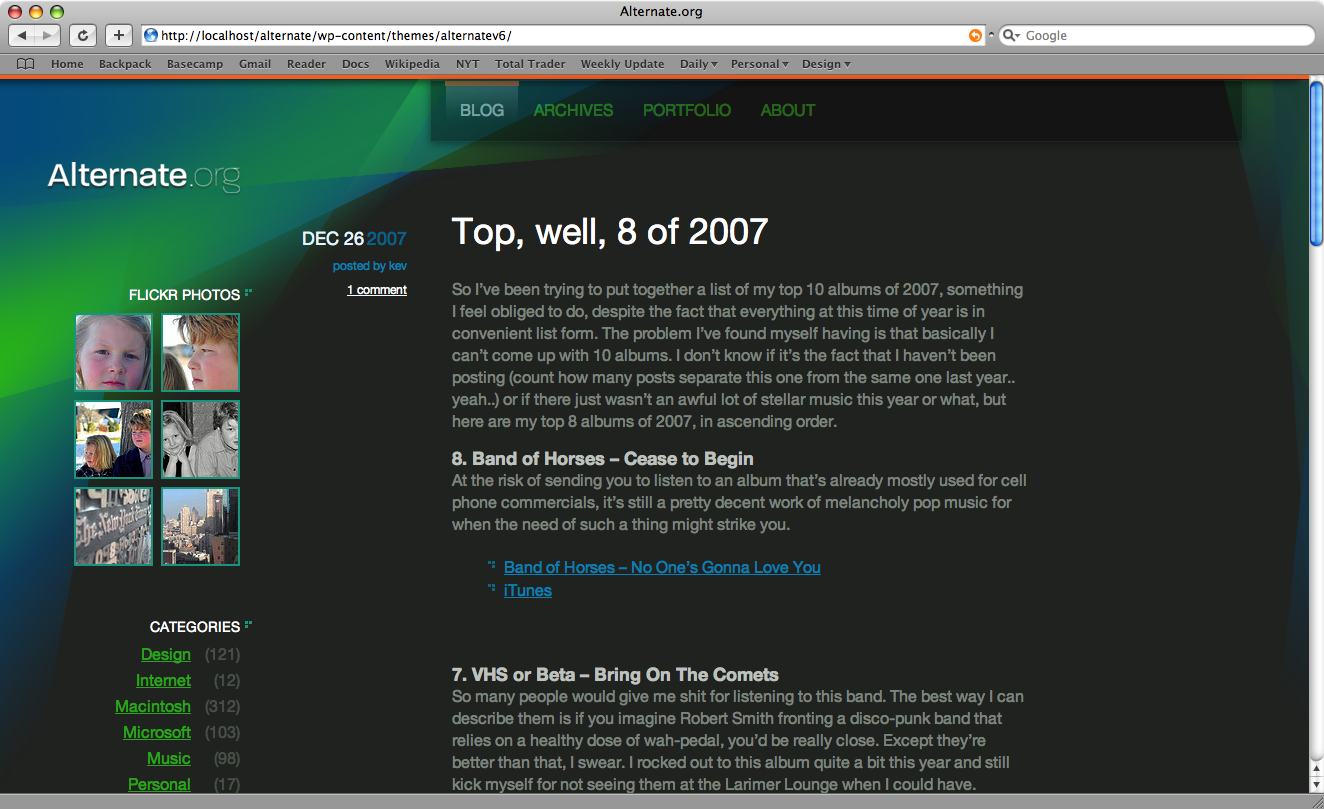 Alternate.org
http://localhost/alternate/wp-content/themes/alternatev6/
Google
Home Backpack Basecamp Gmail Reader Docs Wikipedia NYT Total Trader Weekly Update Daily Personal Design
BLOG ARCHIVES PORTFOLIO ABOUT
Alternate.org
DEC 26 2007
posted by kev
1 comment
FLICKR PHOTOS
CATEGORIES
Design (121)
Internet (12)
Macintosh (312)
Microsoft (103)
Music (98)
Personal (17)
Top, well, 8 of 2007
So I've been trying to put together a list of my top 10 albums of 2007, something
I feel obliged to do, despite the fact that everything at this time of year is in
convenient list form. The problem I've found myself having is that basically I
can't come up with 10 albums. I don't know if it's the fact that I haven't been
posting (count how many posts separate this one from the same one last year..
yeah..) or if there just wasn't an awful lot of stellar music this year or what, but
here are my top 8 albums of 2007, in ascending order.
8. Band of Horses – Cease to Begin
At the risk of sending you to listen to an album that's already mostly used for cell
phone commercials, it's still a pretty decent work of melancholy pop music for
when the need of such a thing might strike you.
Band of Horses – No One's Gonna Love You
iTunes
7. VHS or Beta – Bring On The Comets
So many people would give me shit for listening to this band. The best way I can
describe them is if you imagine Robert Smith fronting a disco-punk band that
relies on a healthy dose of wah-pedal, you'd be really close. Except they're
better than that, I swear. I rocked out to this album quite a bit this year and still
kick myself for not seeing them at the Larimer Lounge when I could have.